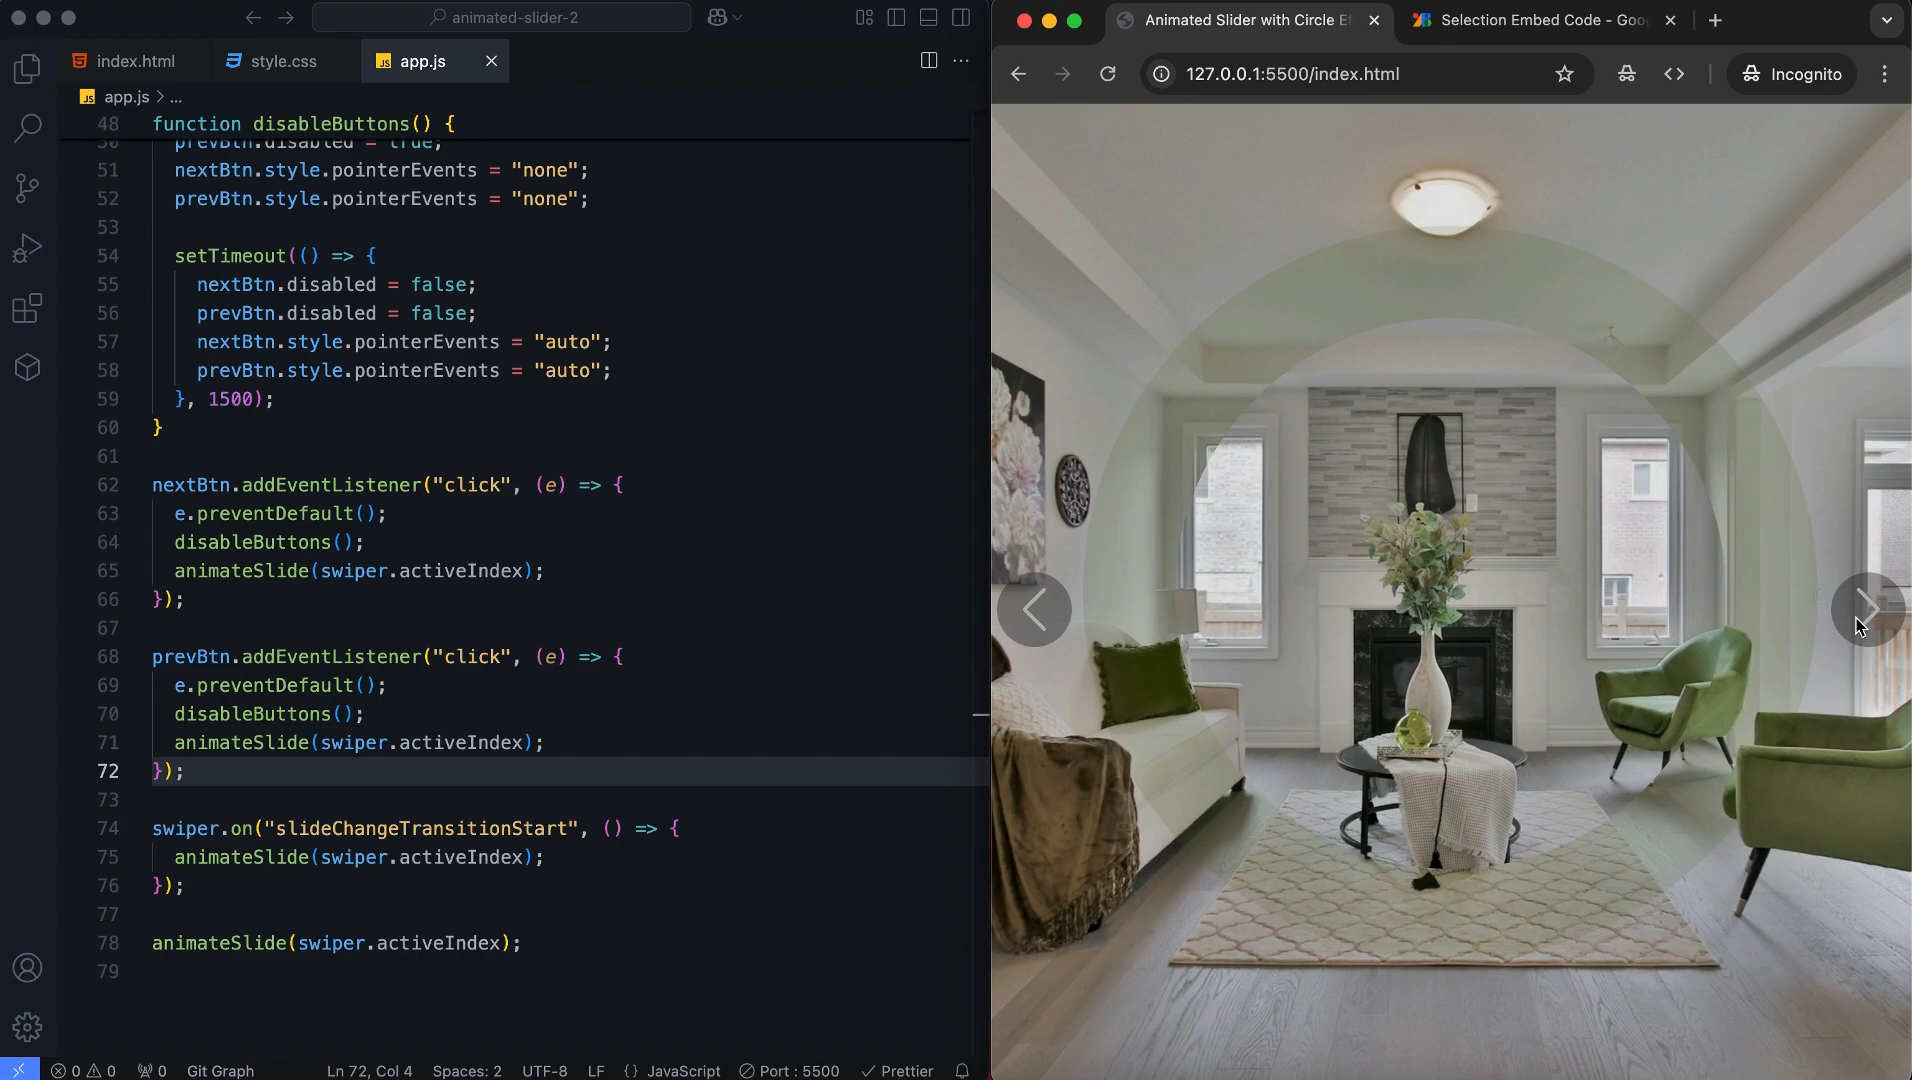 animated-slider-2
index.html
style.css
app.js
app.js > ...
48 function disableButtons() {
50 prevBtn.disabled = true;
51 nextBtn.style.pointerEvents = "none";
52 prevBtn.style.pointerEvents = "none";
53
54 setTimeout(() => {
55 nextBtn.disabled = false;
56 prevBtn.disabled = false;
57 nextBtn.style.pointerEvents = "auto";
58 prevBtn.style.pointerEvents = "auto";
59 }, 1500);
60 }
61
62 nextBtn.addEventListener("click", (e) => {
63 e.preventDefault();
64 disableButtons();
65 animateSlide(swiper.activeIndex);
66 });
67
68 prevBtn.addEventListener("click", (e) => {
69 e.preventDefault();
70 disableButtons();
71 animateSlide(swiper.activeIndex);
72 });
73
74 swiper.on("slideChangeTransitionStart", () => {
75 animateSlide(swiper.activeIndex);
76 });
77
78 animateSlide(swiper.activeIndex);
79
0 0 0 Git Graph Ln 72, Col 4 Spaces: 2 UTF-8 LF {} JavaScript Port : 5500 Prettier
Animated Slider with Circle Ef
Selection Embed Code - Goo
127.0.0.1:5500/index.html
Incognito